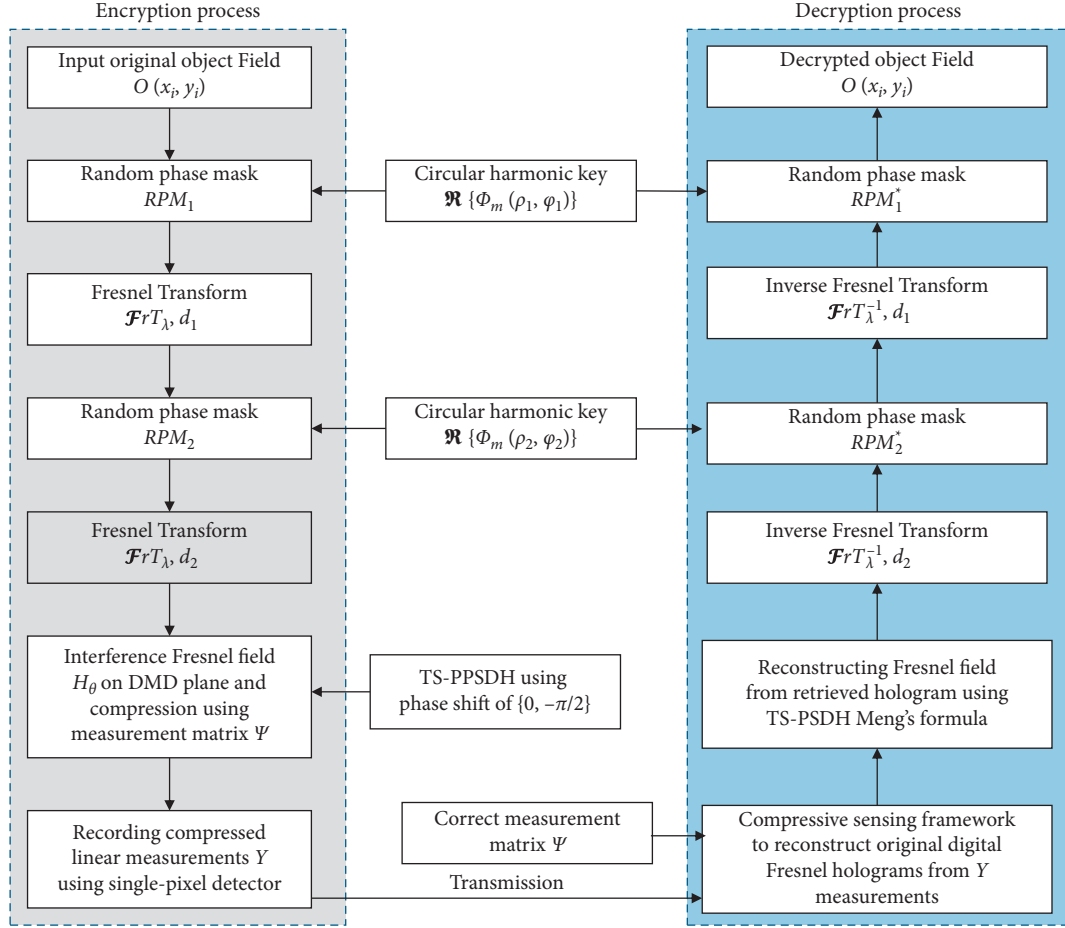 Encryption process
Input original object Field
O (xᵢ, yᵢ)
Random phase mask
RPM₁
Fresnel Transform
𝓕rT_λ, d₁
Random phase mask
RPM₂
Fresnel Transform
𝓕rT_λ, d₂
Interference Fresnel field
H_θ on DMD plane and
compression using
measurement matrix Ψ
Recording compressed
linear measurements Y
using single-pixel detector
Circular harmonic key
ℜ {Φₘ (ρ₁, φ₁)}
Circular harmonic key
ℜ {Φₘ (ρ₂, φ₂)}
TS-PPSDH using
phase shift of {0, –π/2}
Correct measurement
matrix Ψ
Transmission
Decryption process
Decrypted object Field
O (xᵢ, yᵢ)
Random phase mask
RPM₁*
Inverse Fresnel Transform
𝓕rT_λ⁻¹, d₁
Random phase mask
RPM₂*
Inverse Fresnel Transform
𝓕rT_λ⁻¹, d₂
Reconstructing Fresnel field
from retrieved hologram using
TS-PSDH Meng's formula
Compressive sensing framework
to reconstruct original digital
Fresnel holograms from Y
measurements